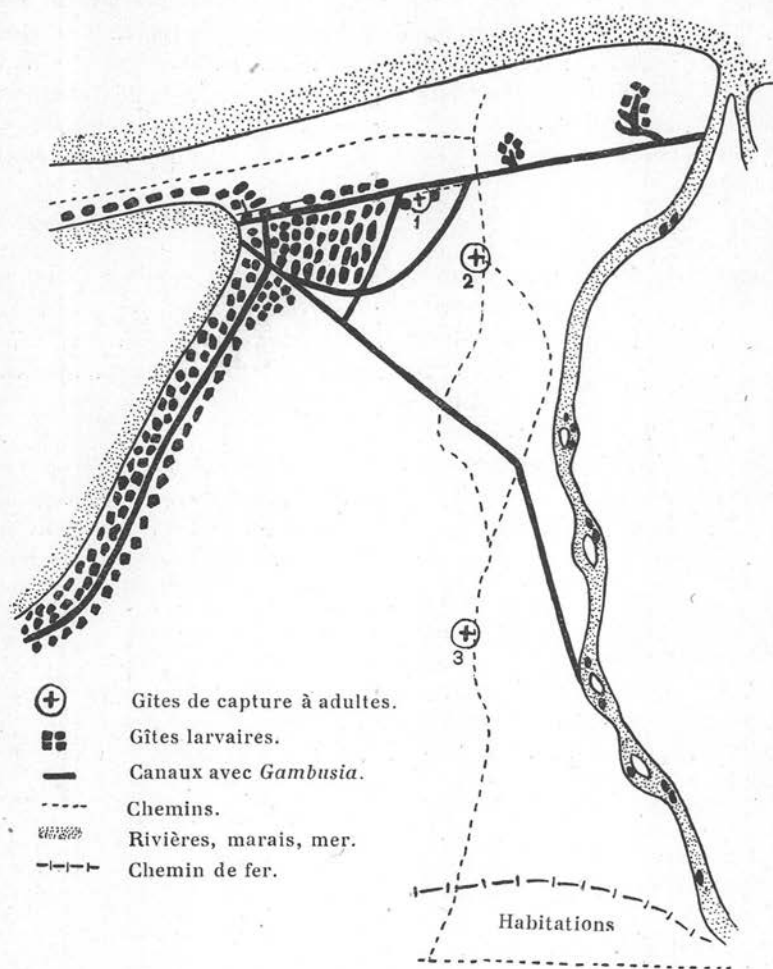 1
2
3
Gîtes de capture à adultes.
Gîtes larvaires.
Canaux avec Gambusia.
Chemins.
Rivières, marais, mer.
Chemin de fer.
Habitations